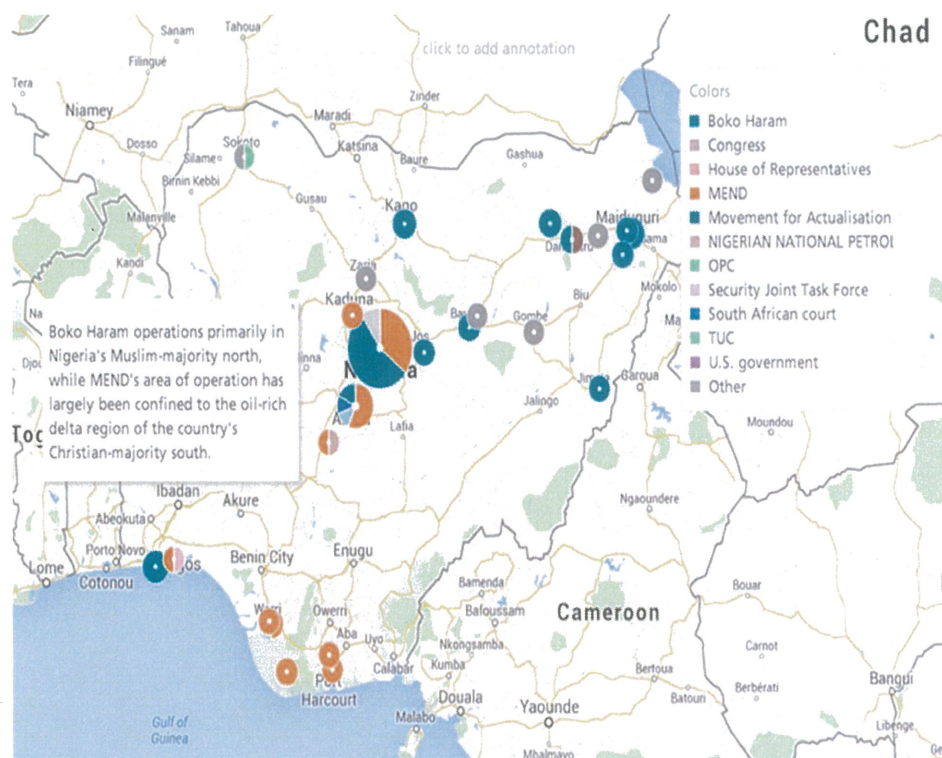 Chad
click to add annotation
Sanam
Tahoua
Filingué
Tera
Niamey
Zinder
Maradi
Dosso
Sokoto
Silame
Katsina
Baure
Gashua
Birnin Kebbi
Gusau
Malanville
Kano
Maiduguri
Kandi
Zaria
Biu
Mokolo
Kaduna
Gombe
Jos
Garoua
Jalingo
Lafia
Moundou
Boko Haram operations primarily in
Nigeria's Muslim-majority north,
while MEND's area of operation has
largely been confined to the oil-rich
delta region of the country's
Christian-majority south.
Colors
Boko Haram
Congress
House of Representatives
MEND
Movement for Actualisation
NIGERIAN NATIONAL PETROL
OPC
Security Joint Task Force
South African court
TUC
U.S. government
Other
Tog
Ibadan
Akure
Ngaoundere
Abeokuta
Porto Novo
Lome
Cotonou
Benin City
Enugu
Bamenda
Bouar
Cameroon
Bafoussam
Warri
Owerri
Aba
Uyo
Nkongsamba
Carnot
Calabar
Kumba
Bertoua
Bangui
Port
Harcourt
Douala
Batouri
Berbérati
Yaounde
Malabo
Libenge
Gulf of
Guinea
Mbalmayo